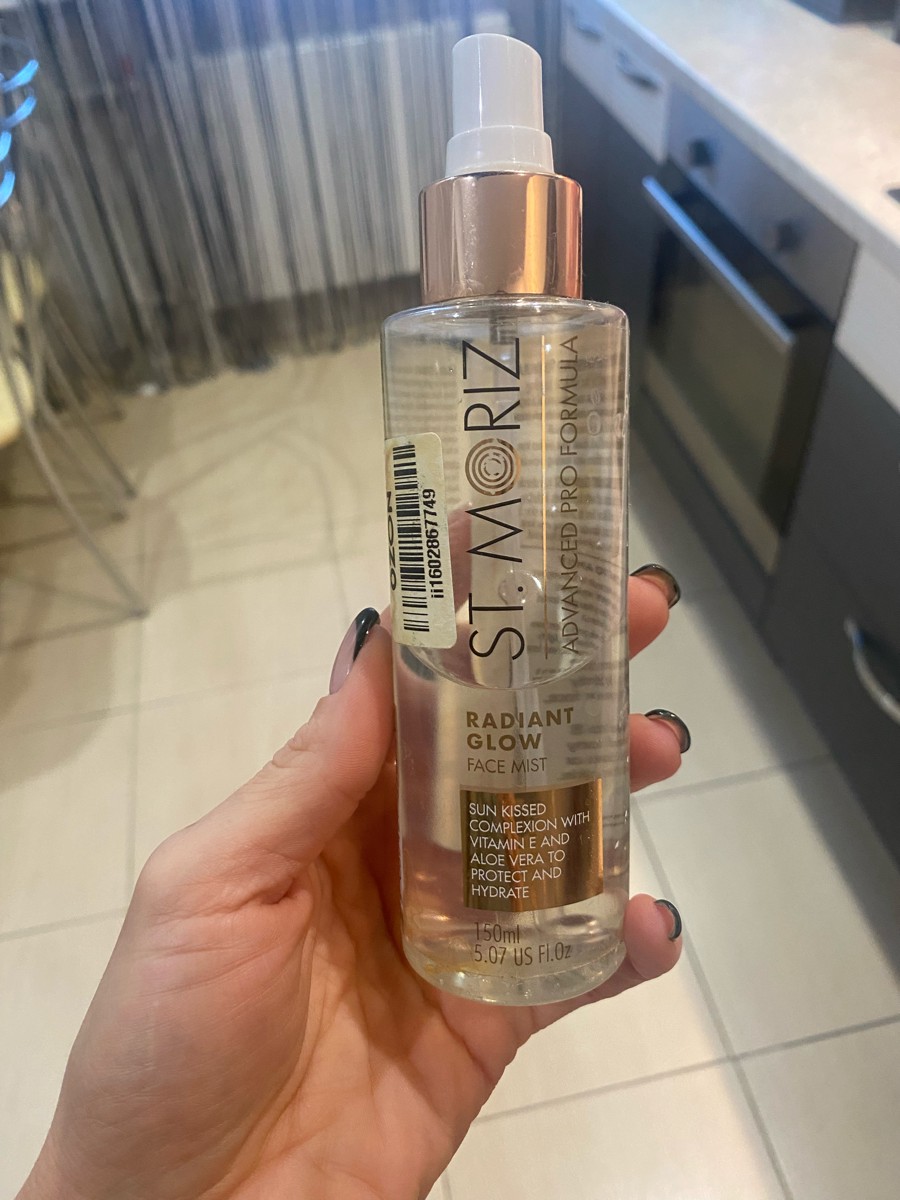 ST. MORIZ
ADVANCED PRO FORMULA
OZON
ii1602867749
RADIANT
GLOW
FACE MIST
SUN KISSED
COMPLEXION WITH
VITAMIN E AND
ALOE VERA TO
PROTECT AND
HYDRATE
150ml
5.07 US Fl.Oz